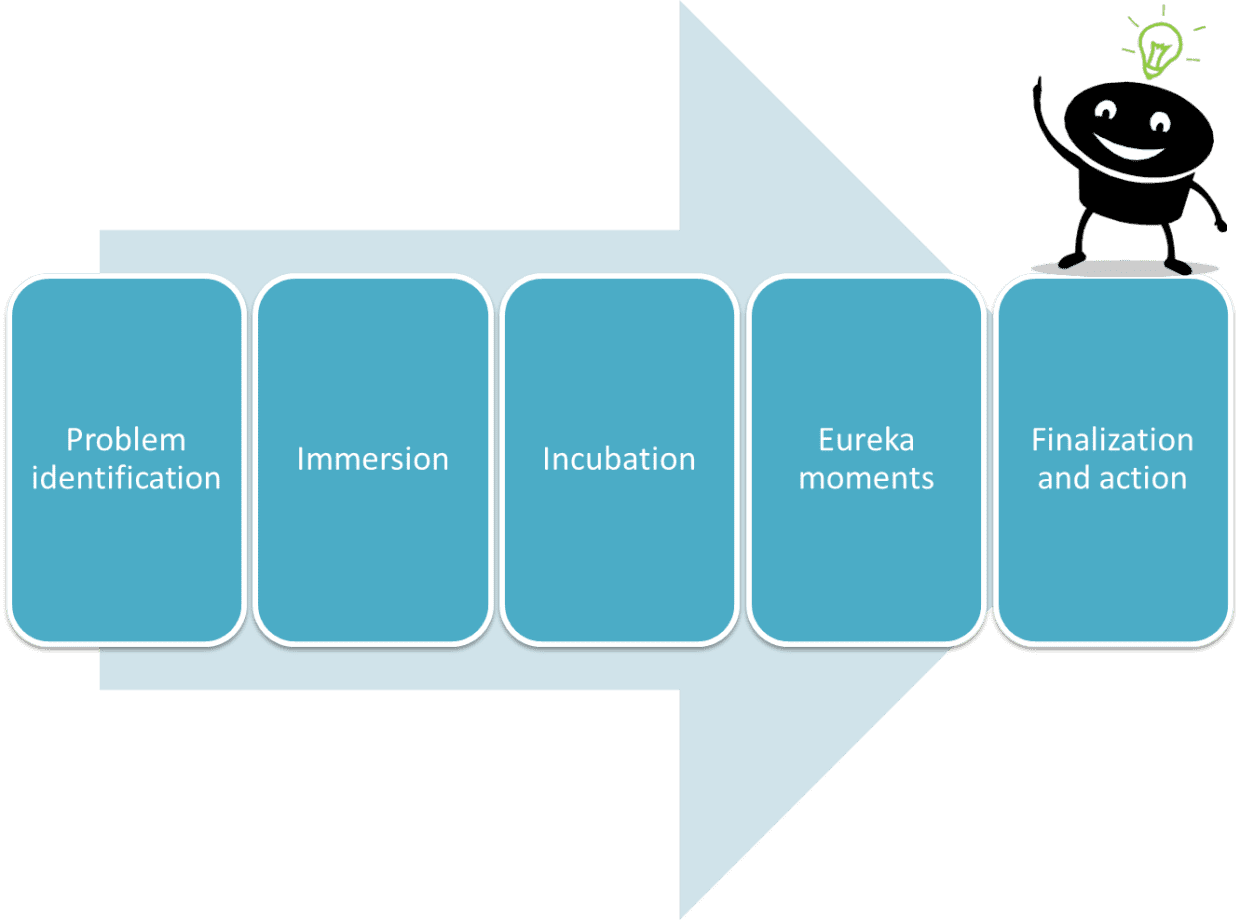 Problem
identification
Immersion
Incubation
Eureka
moments
Finalization
and action